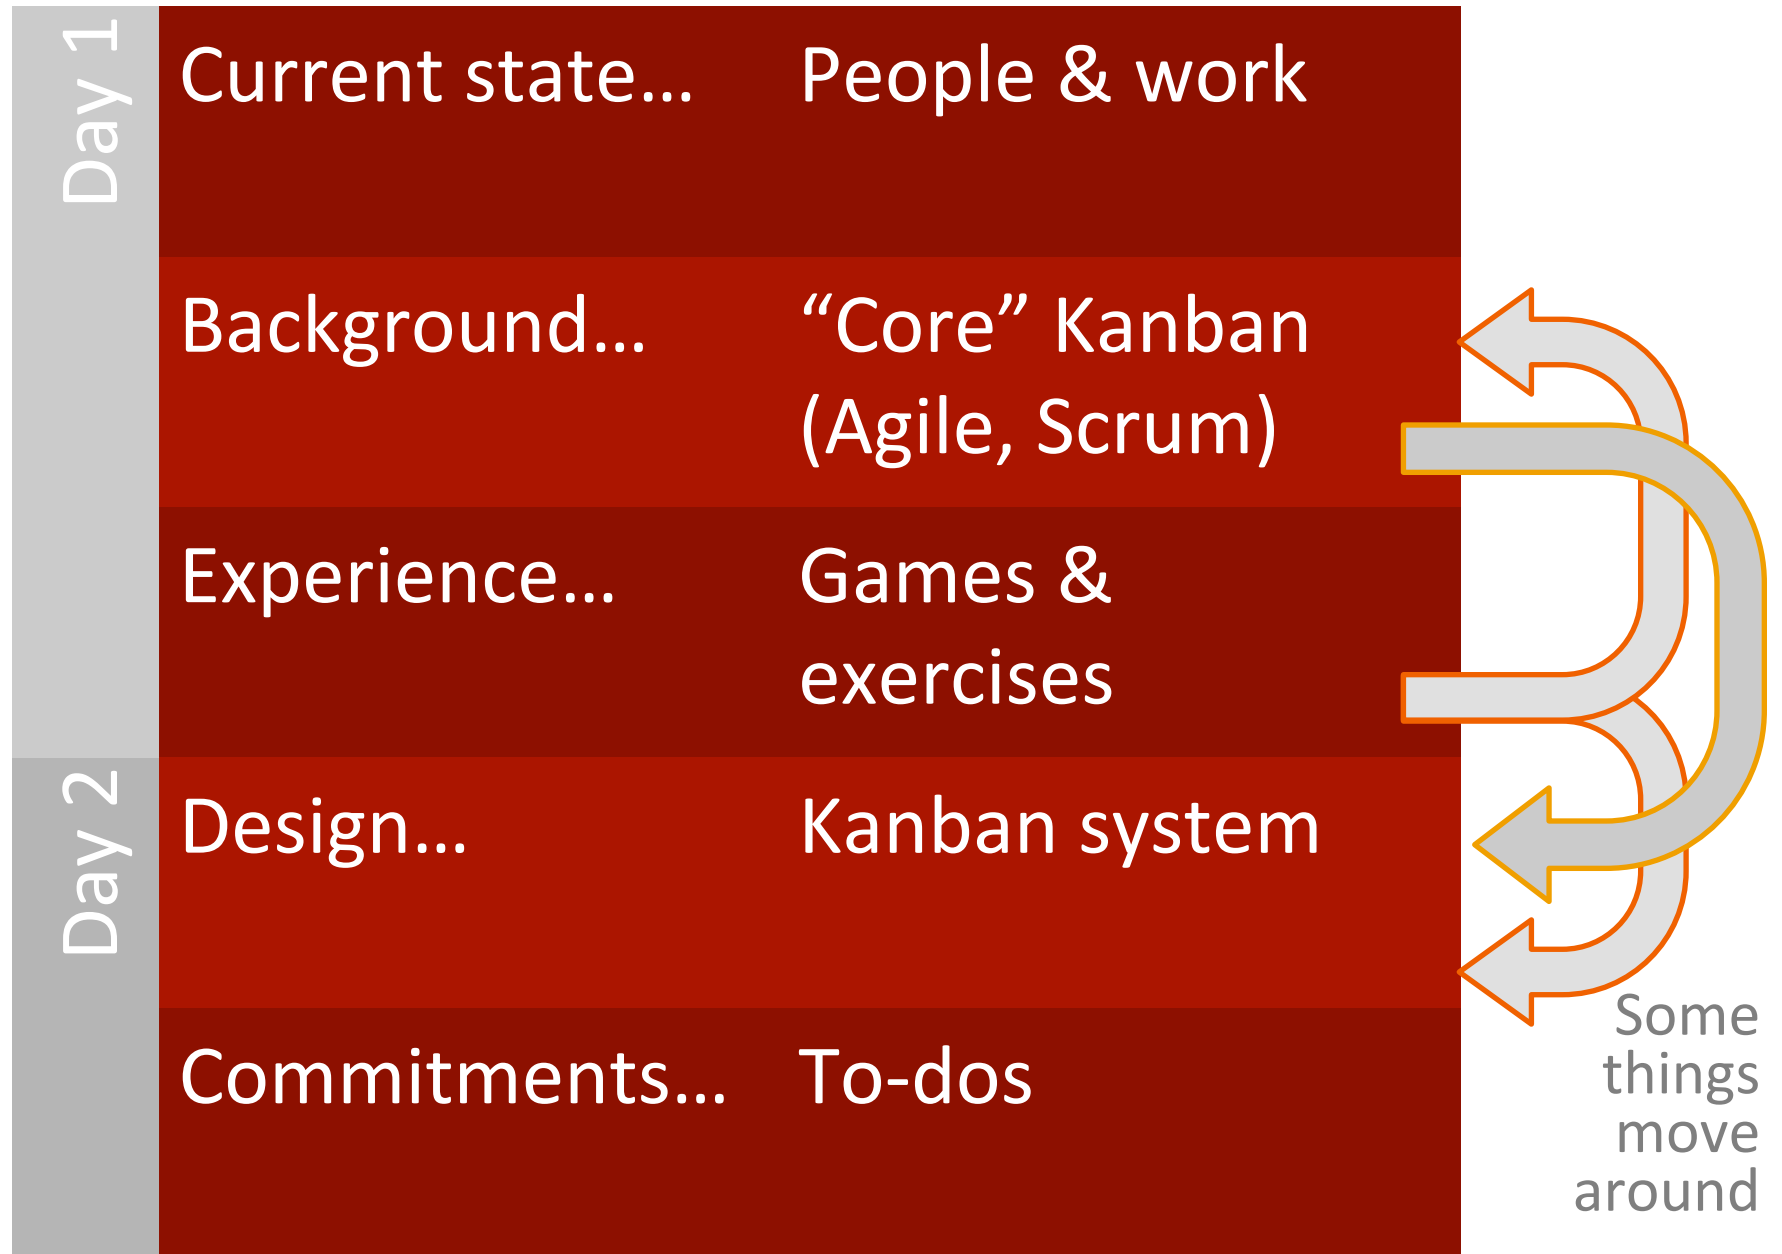 Day 1
Current state…
People & work
Background…
“Core” Kanban
(Agile, Scrum)
Experience…
Games &
exercises
Day 2
Design…
Kanban system
Commitments…
To-dos
Some
things
move
around